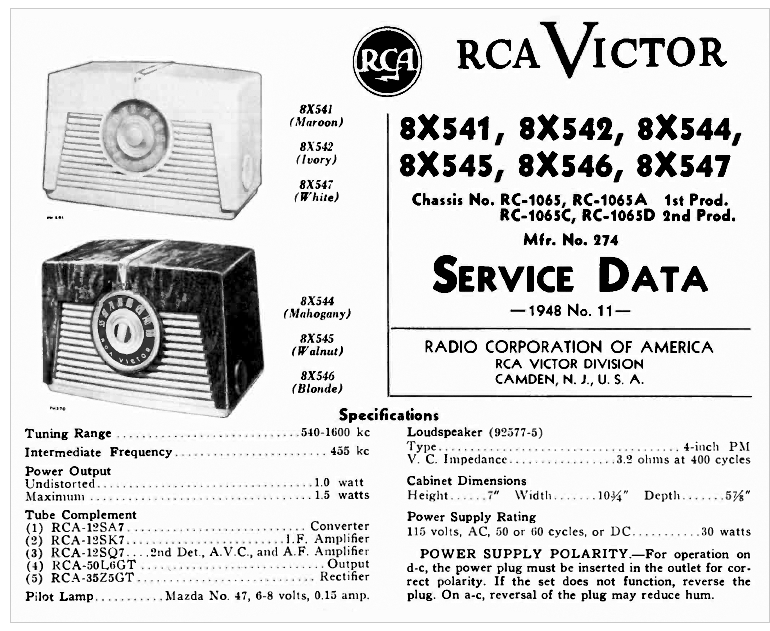 RCA
RCA VICTOR
8X541
(Maroon)
8X542
(Ivory)
8X547
(White)
8X541, 8X542, 8X544,
8X545, 8X546, 8X547
Chassis No. RC-1065, RC-1065A 1st Prod.
RC-1065C, RC-1065D 2nd Prod.
Mfr. No. 274
SERVICE DATA
—1948 No. 11—
8X544
(Mahogany)
8X545
(Walnut)
8X546
(Blonde)
RCA VICTOR
RADIO CORPORATION OF AMERICA
RCA VICTOR DIVISION
CAMDEN, N. J., U. S. A.
Specifications
Tuning Range ........................540-1600 kc
Intermediate Frequency.................... 455 kc
Power Output
Undistorted............................1.0 watt
Maximum ............................1.5 watts
Tube Complement
(1) RCA-12SA7........................ Converter
(2) RCA-12SK7.....................I.F. Amplifier
(3) RCA-12SQ7....2nd Det., A.V.C., and A.F. Amplifier
(4) RCA-50L6GT......................... Output
(5) RCA-35Z5GT........................ Rectifier
Pilot Lamp..........Mazda No. 47, 6-8 volts, 0.15 amp.
Loudspeaker (92577-5)
Type................................4-inch PM
V. C. Impedance...............3.2 ohms at 400 cycles
Cabinet Dimensions
Height......7" Width.......10¼" Depth.......5⅞"
Power Supply Rating
115 volts, AC, 50 or 60 cycles, or DC...........30 watts
POWER SUPPLY POLARITY.—For operation on
d-c, the power plug must be inserted in the outlet for cor-
rect polarity. If the set does not function, reverse the
plug. On a-c, reversal of the plug may reduce hum.